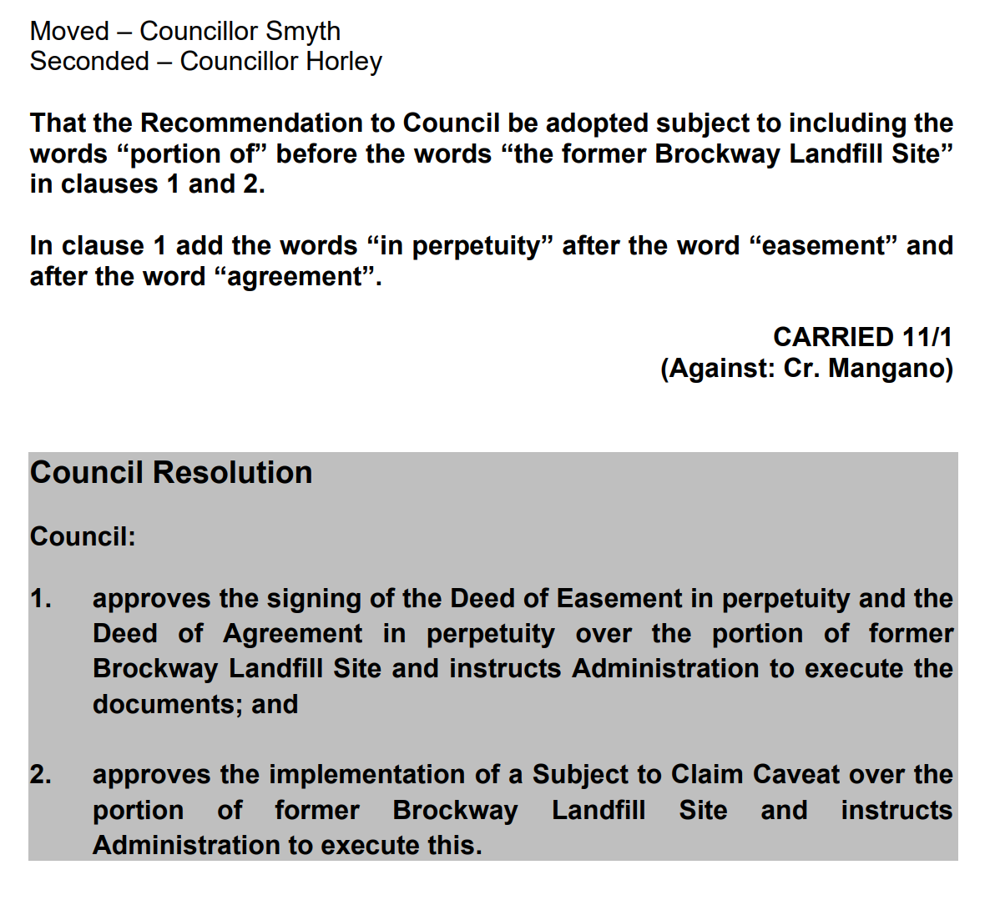 Moved – Councillor Smyth
Seconded – Councillor Horley
That the Recommendation to Council be adopted subject to including the
words “portion of” before the words “the former Brockway Landfill Site”
in clauses 1 and 2.
In clause 1 add the words “in perpetuity” after the word “easement” and
after the word “agreement”.
CARRIED 11/1
(Against: Cr. Mangano)
Council Resolution
Council:
1. approves the signing of the Deed of Easement in perpetuity and the
Deed of Agreement in perpetuity over the portion of former
Brockway Landfill Site and instructs Administration to execute the
documents; and
2. approves the implementation of a Subject to Claim Caveat over the
portion of former Brockway Landfill Site and instructs
Administration to execute this.